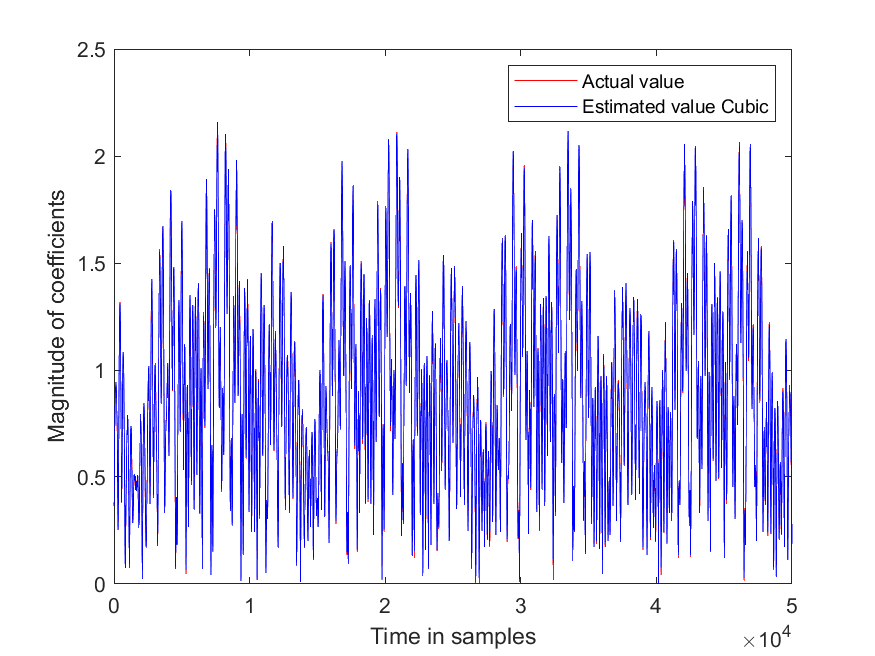 2.5
2
1.5
1
0.5
0
Magnitude of coefficients
Actual value
Estimated value Cubic
0 1 2 3 4 5
Time in samples
×10⁴